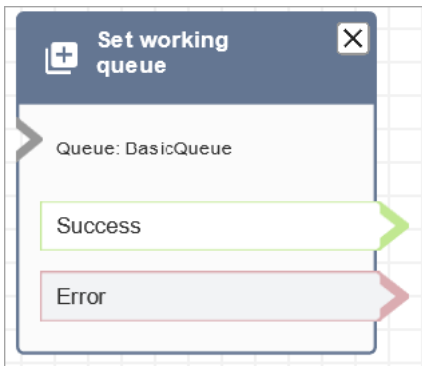 Set working
queue
Queue: BasicQueue
Success
Error